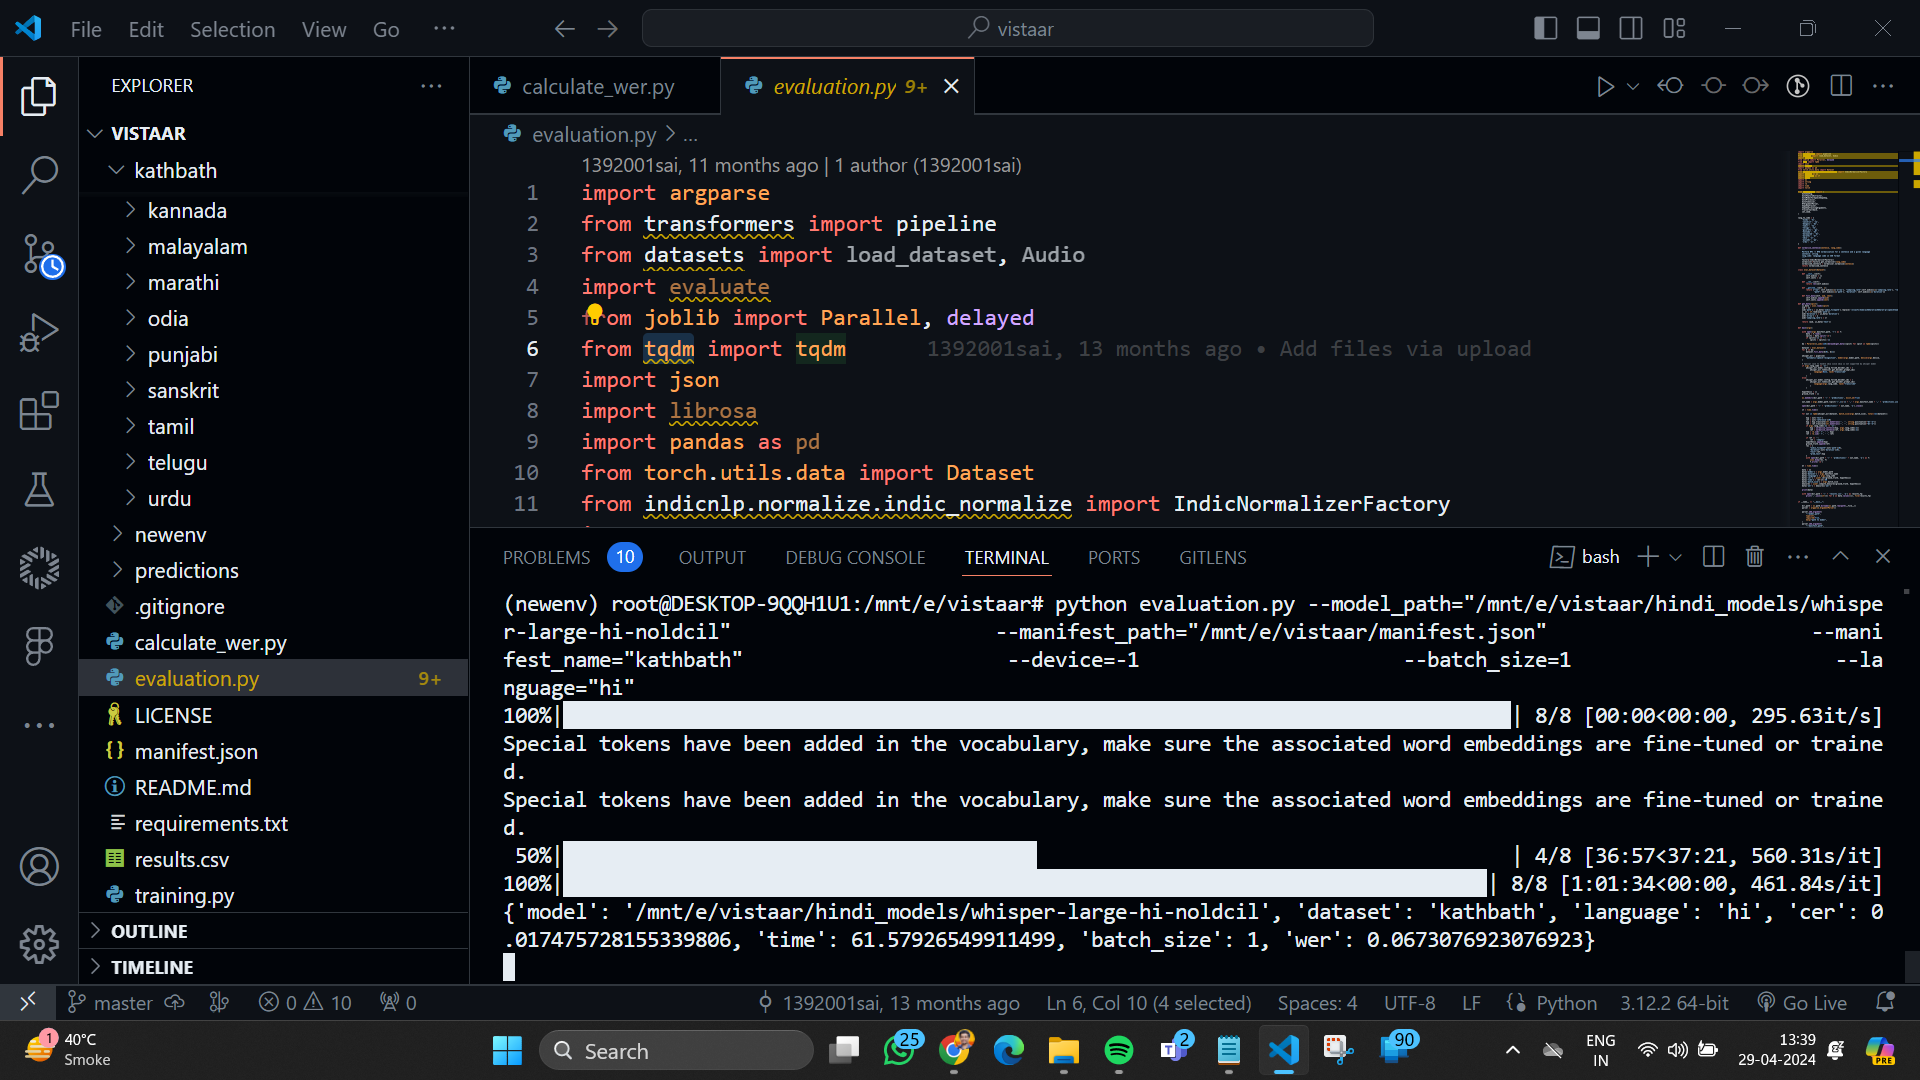 File Edit Selection View Go ··· vistaar
EXPLORER ···
VISTAAR
kathbath
kannada
malayalam
marathi
odia
punjabi
sanskrit
tamil
telugu
urdu
newenv
predictions
.gitignore
calculate_wer.py
evaluation.py 9+
LICENSE
manifest.json
README.md
requirements.txt
results.csv
training.py
OUTLINE
TIMELINE
calculate_wer.py evaluation.py 9+
evaluation.py > ...
1392001sai, 11 months ago | 1 author (1392001sai)
1 import argparse
2 from transformers import pipeline
3 from datasets import load_dataset, Audio
4 import evaluate
5 from joblib import Parallel, delayed
6 from tqdm import tqdm 1392001sai, 13 months ago • Add files via upload
7 import json
8 import librosa
9 import pandas as pd
10 from torch.utils.data import Dataset
11 from indicnlp.normalize.indic_normalize import IndicNormalizerFactory
PROBLEMS 10 OUTPUT DEBUG CONSOLE TERMINAL PORTS GITLENS bash
(newenv) root@DESKTOP-9QQH1U1:/mnt/e/vistaar# python evaluation.py --model_path="/mnt/e/vistaar/hindi_models/whispe
r-large-hi-noldcil" --manifest_path="/mnt/e/vistaar/manifest.json" --mani
fest_name="kathbath" --device=-1 --batch_size=1 --la
nguage="hi"
100%| | 8/8 [00:00<00:00, 295.63it/s]
Special tokens have been added in the vocabulary, make sure the associated word embeddings are fine-tuned or traine
d.
Special tokens have been added in the vocabulary, make sure the associated word embeddings are fine-tuned or traine
d.
50%| | 4/8 [36:57<37:21, 560.31s/it]
100%| | 8/8 [1:01:34<00:00, 461.84s/it]
{'model': '/mnt/e/vistaar/hindi_models/whisper-large-hi-noldcil', 'dataset': 'kathbath', 'language': 'hi', 'cer': 0
.017475728155339806, 'time': 61.57926549911499, 'batch_size': 1, 'wer': 0.0673076923076923}
master 0 10 0 1392001sai, 13 months ago Ln 6, Col 10 (4 selected) Spaces: 4 UTF-8 LF Python 3.12.2 64-bit Go Live
1 40°C
Smoke
Search
25
2
90
ENG
IN
13:39
29-04-2024
PRE